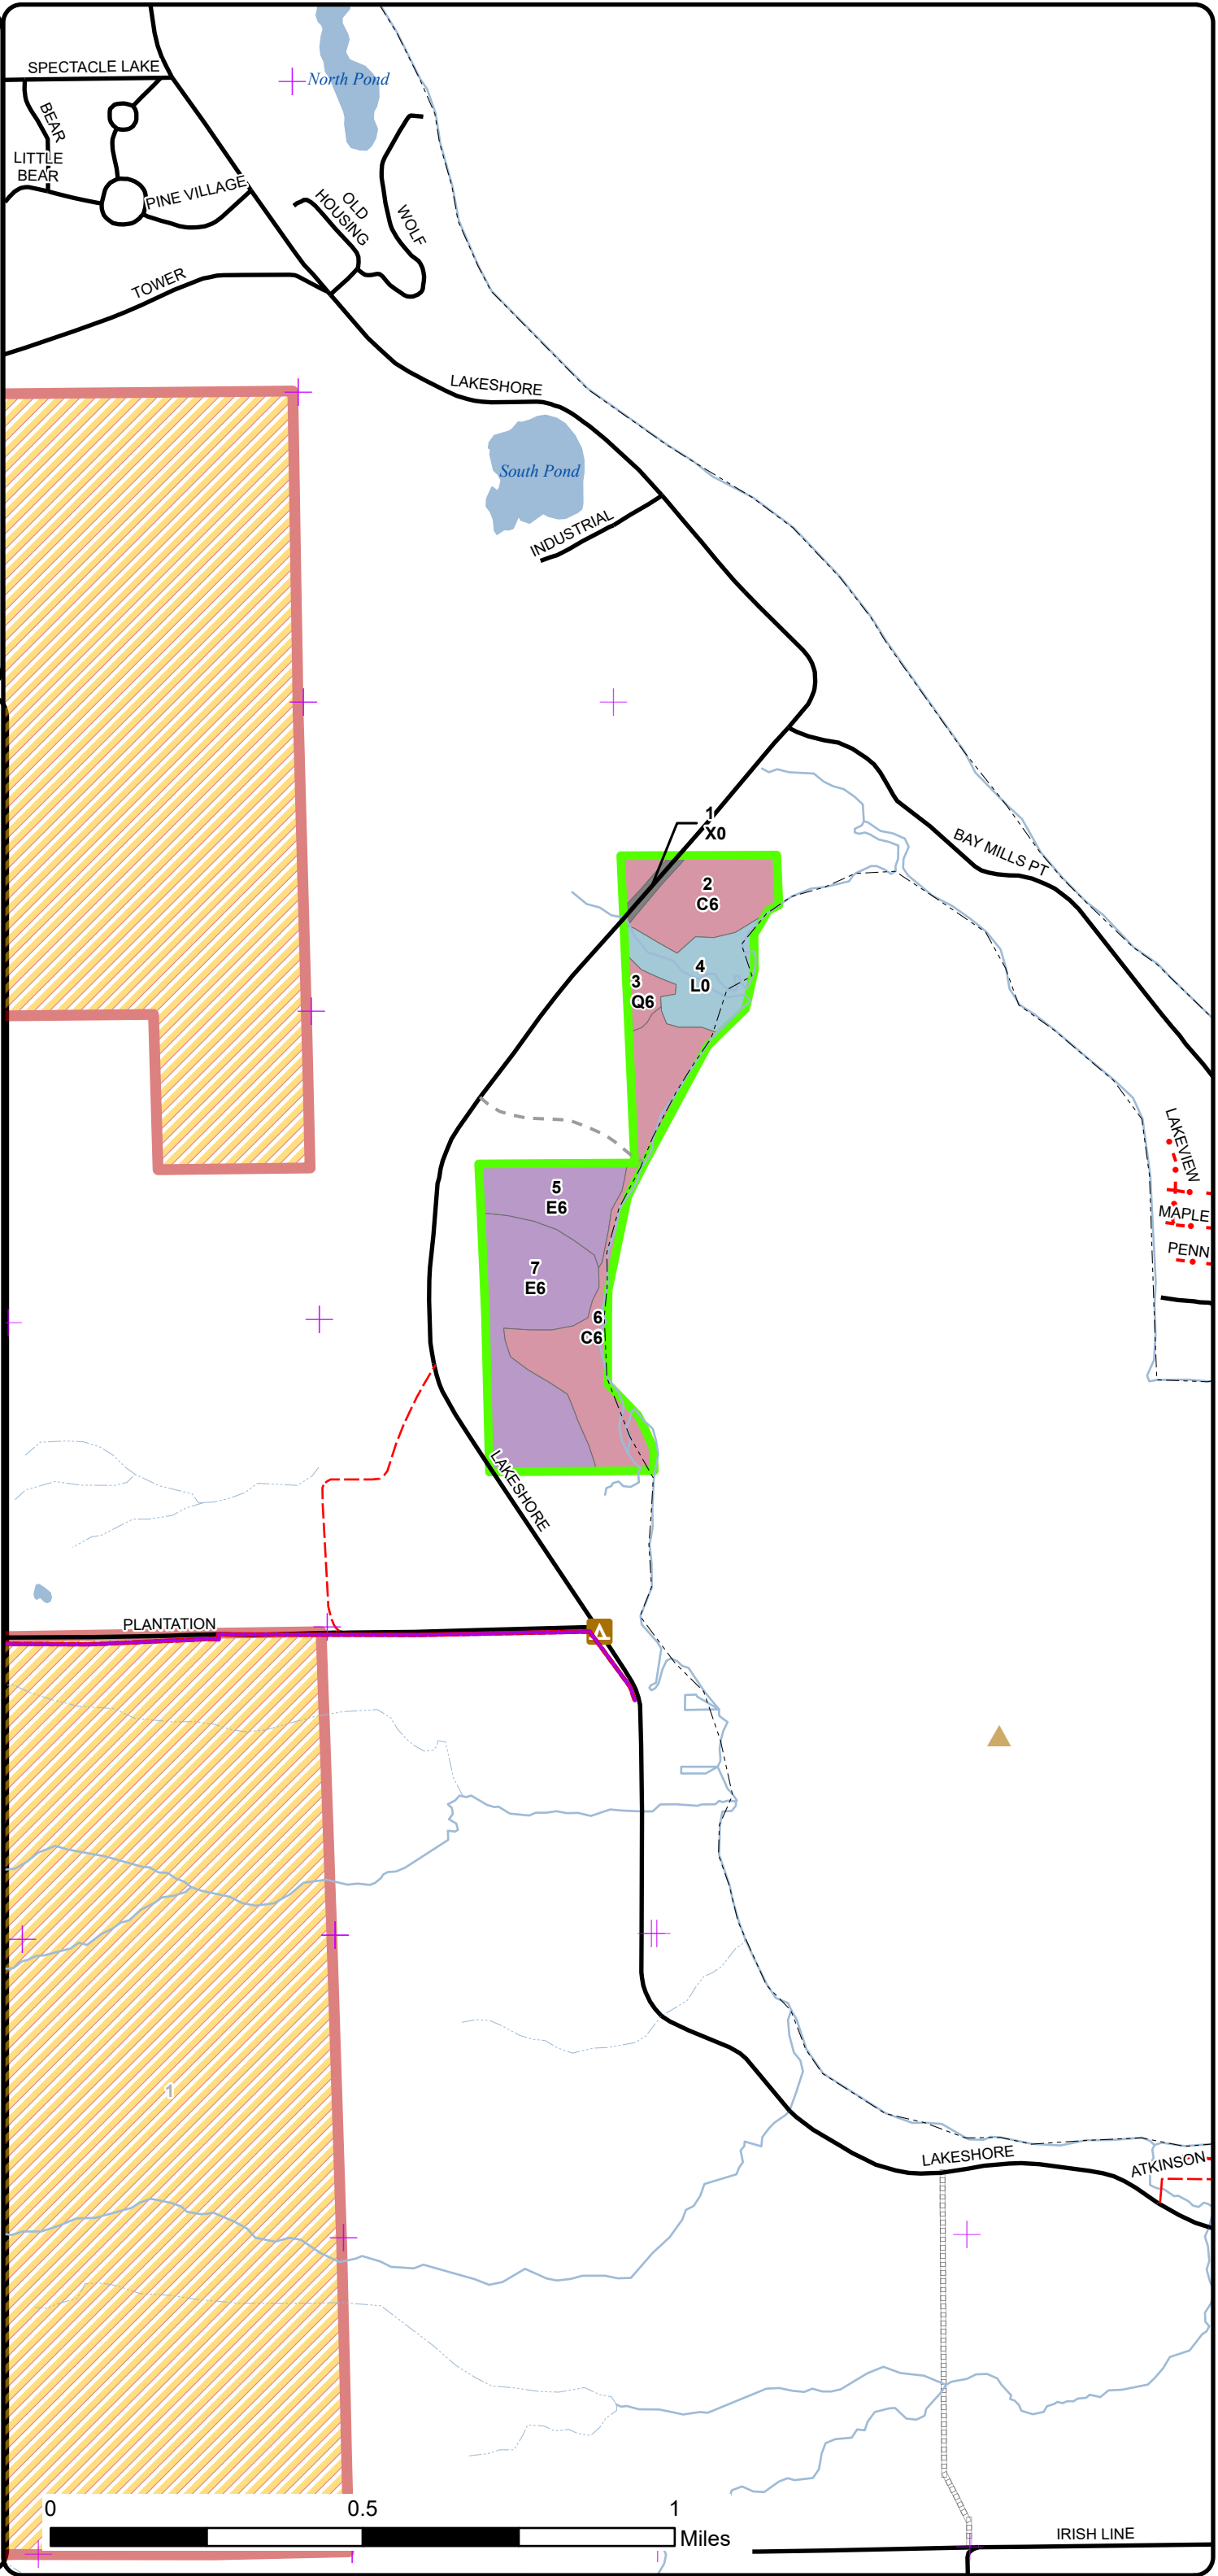 SPECTACLE LAKE
North Pond
BEAR
LITTLE
BEAR
PINE VILLAGE
OLD
HOUSING
WOLF
TOWER
LAKESHORE
South Pond
INDUSTRIAL
1
X0
BAY MILLS PT
2
C6
4
L0
3
Q6
LAKEVIEW
5
E6
MAPLE
PENN
7
E6
6
C6
LAKESHORE
PLANTATION
1
LAKESHORE
ATKINSON
0 0.5 1
Miles
IRISH LINE